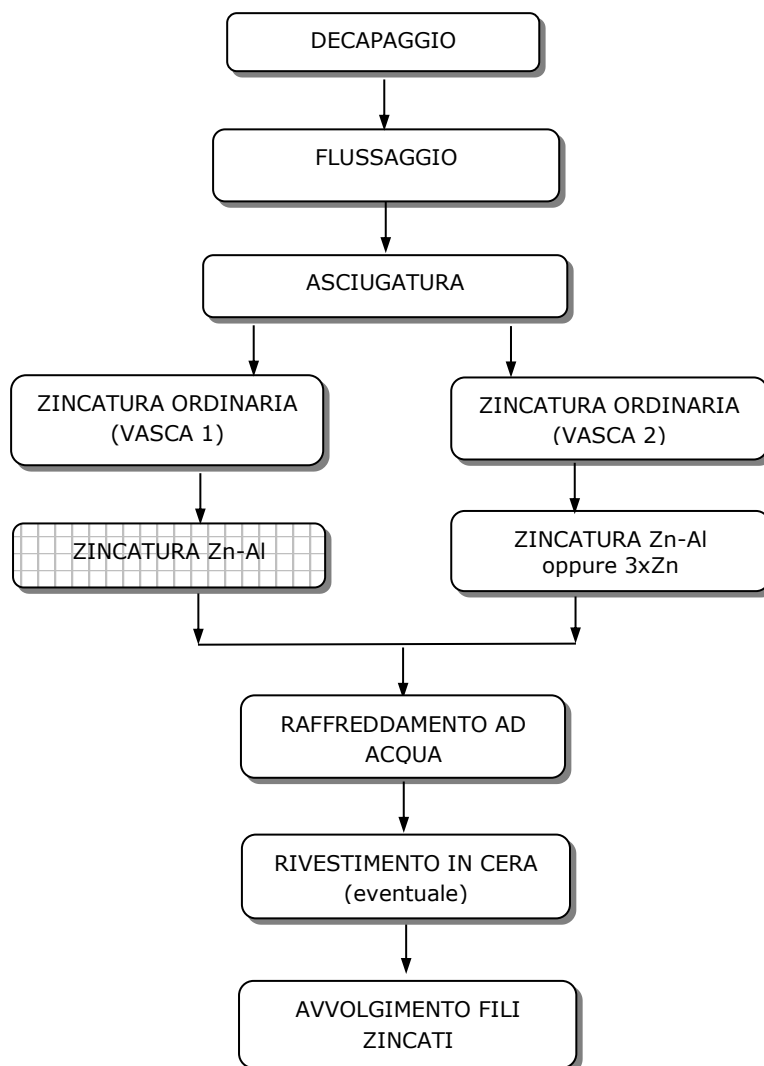 DECAPAGGIO
FLUSSAGGIO
ASCIUGATURA
ZINCATURA ORDINARIA
(VASCA 1)
ZINCATURA ORDINARIA
(VASCA 2)
ZINCATURA Zn-Al
ZINCATURA Zn-Al
oppure 3xZn
RAFFREDDAMENTO AD
ACQUA
RIVESTIMENTO IN CERA
(eventuale)
AVVOLGIMENTO FILI
ZINCATI